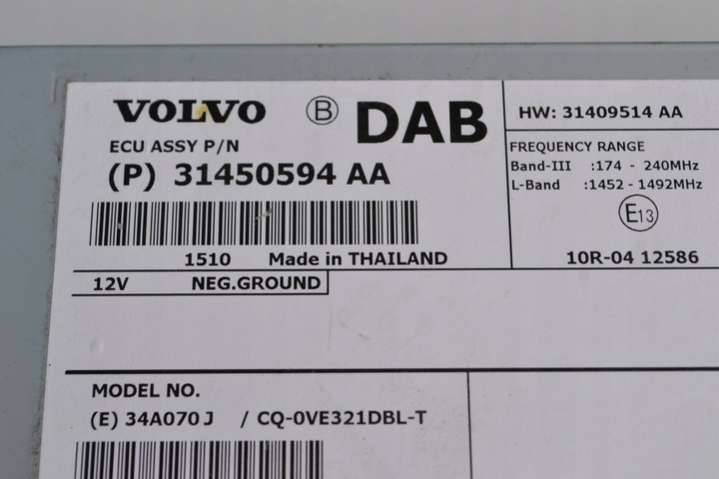 VOLVO B DAB
ECU ASSY P/N
(P) 31450594 AA
1510 Made in THAILAND
HW: 31409514 AA
FREQUENCY RANGE
Band-III :174 - 240MHz
L-Band :1452 - 1492MHz
E13
10R-04 12586
12V NEG.GROUND
MODEL NO.
(E) 34A070J / CQ-0VE321DBL-T